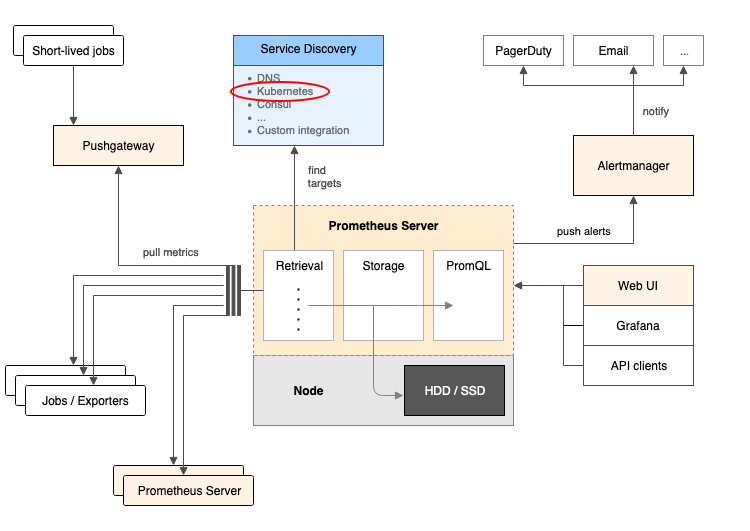 Short-lived jobs
Service Discovery
• DNS
• Kubernetes
• Consul
• ...
• Custom integration
PagerDuty
Email
...
notify
Pushgateway
Alertmanager
find
targets
push alerts
pull metrics
Prometheus Server
Retrieval
Storage
PromQL
Web UI
Grafana
API clients
Node
HDD / SSD
Jobs / Exporters
Prometheus Server